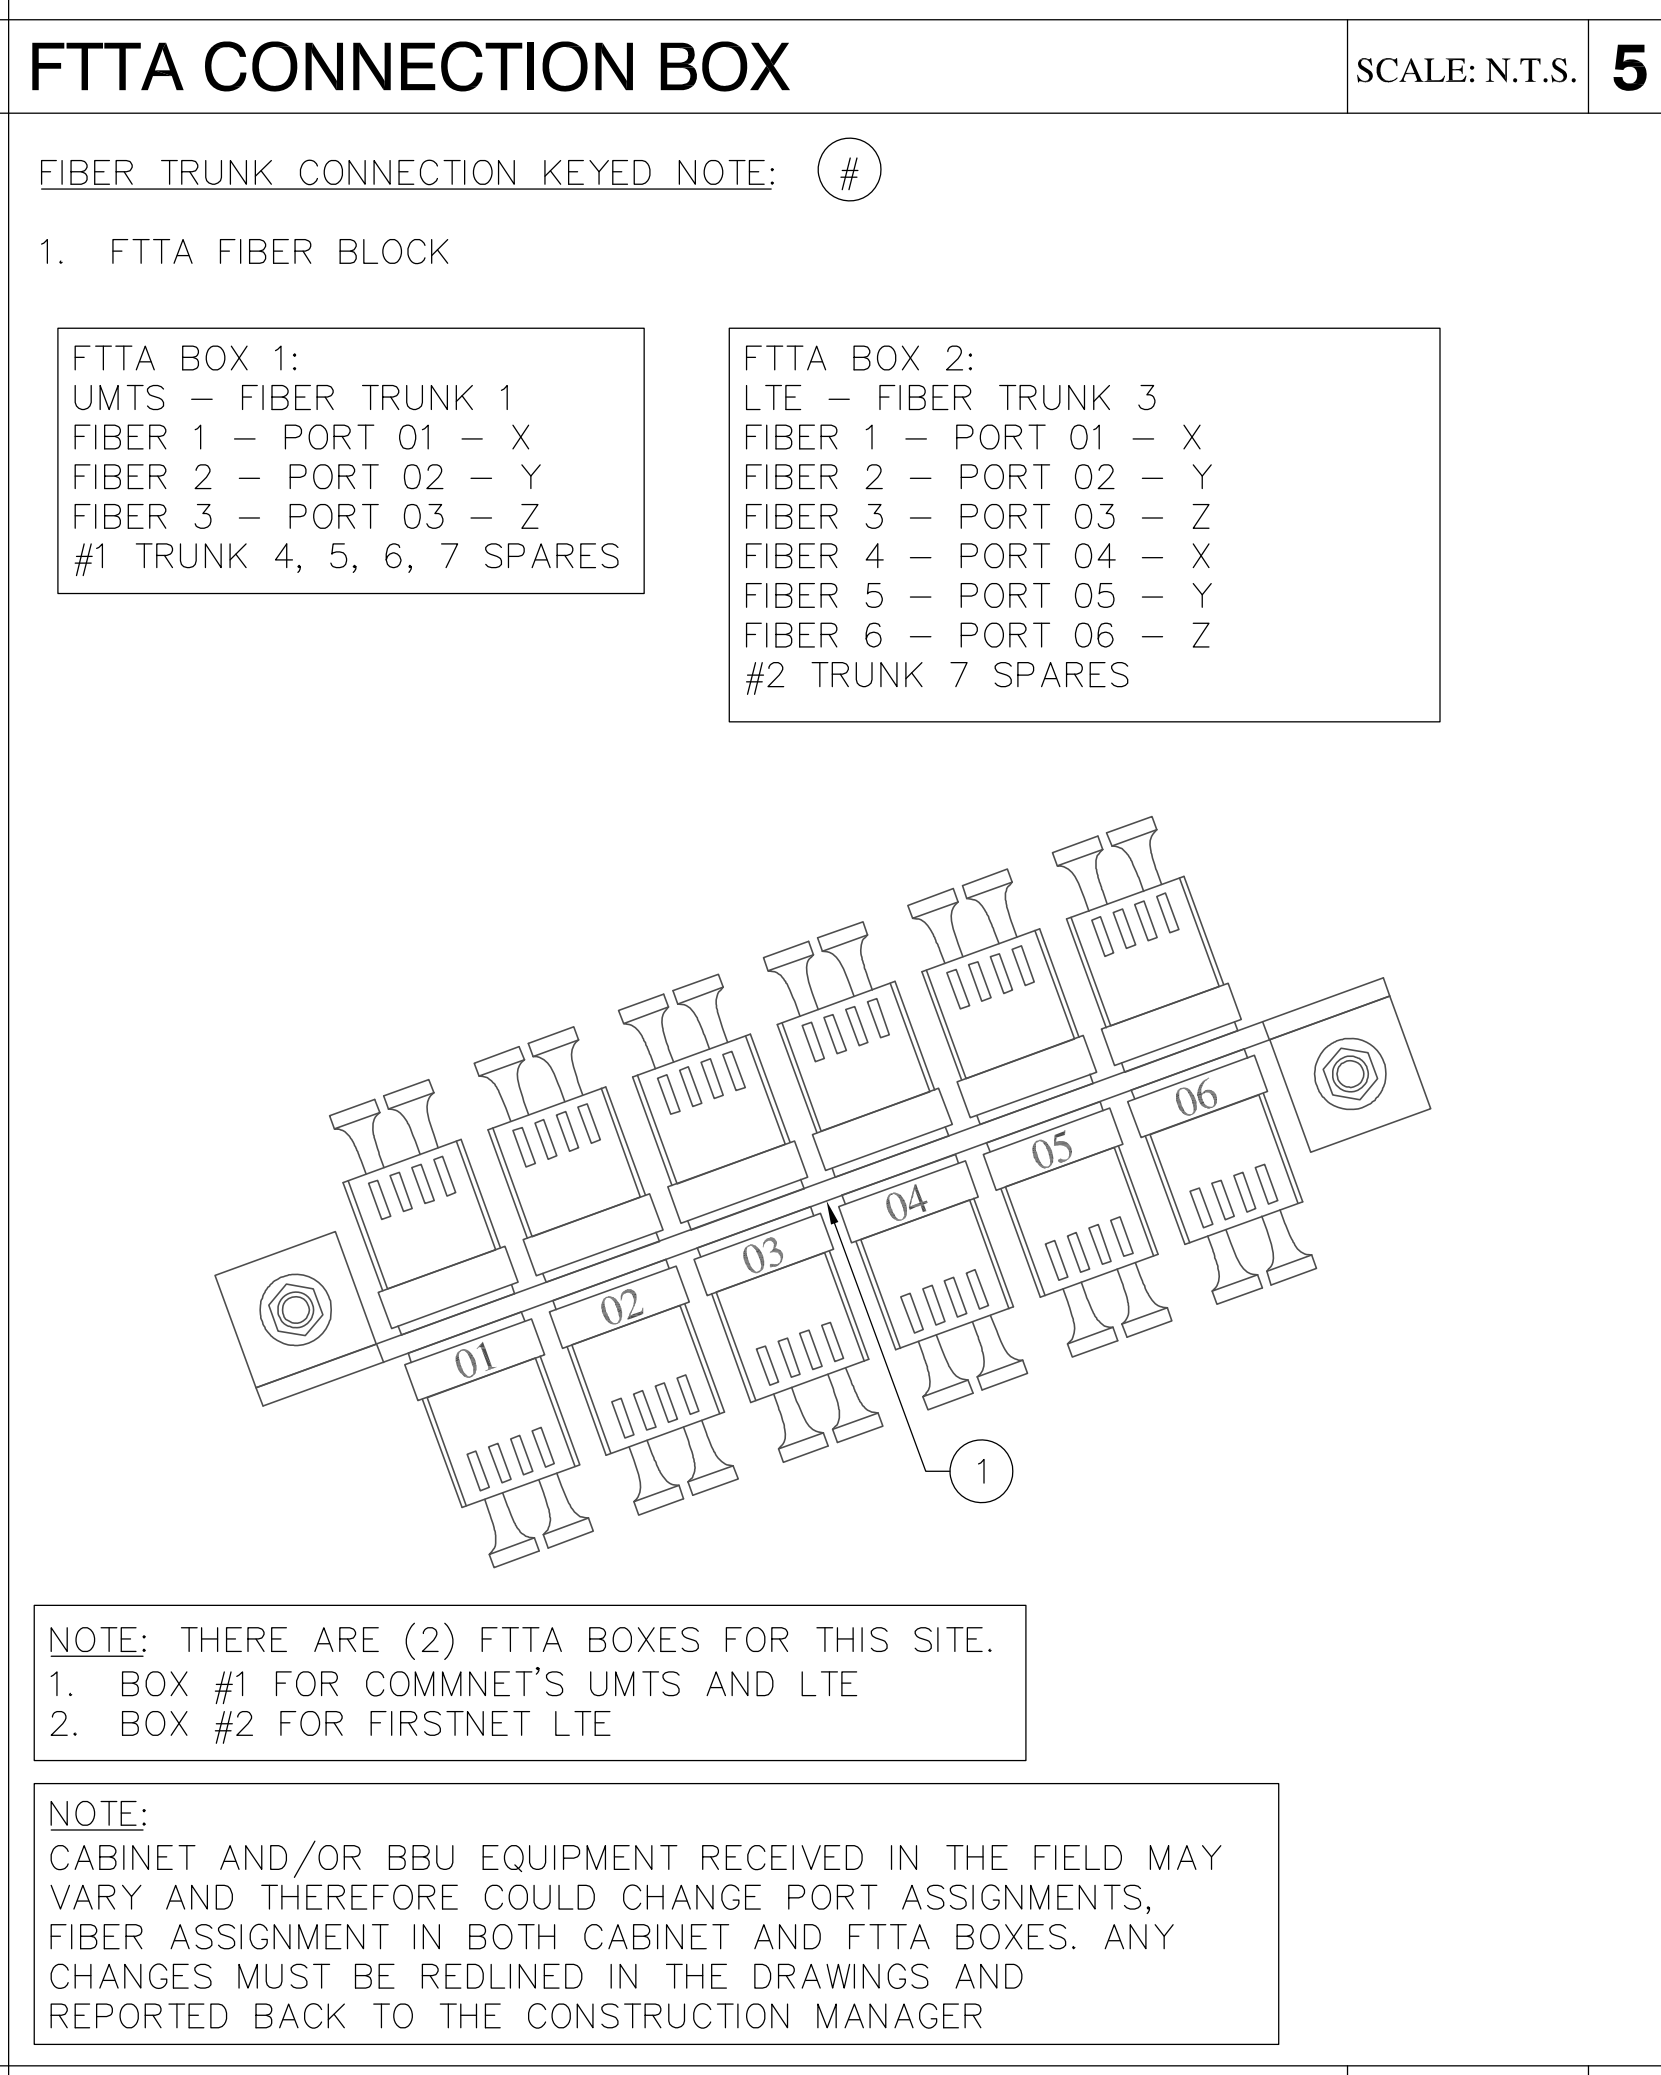 FTTA CONNECTION BOX
SCALE: N.T.S.
5
FIBER TRUNK CONNECTION KEYED NOTE: #
1. FTTA FIBER BLOCK
FTTA BOX 1:
UMTS – FIBER TRUNK 1
FIBER 1 – PORT 01 – X
FIBER 2 – PORT 02 – Y
FIBER 3 – PORT 03 – Z
#1 TRUNK 4, 5, 6, 7 SPARES
FTTA BOX 2:
LTE – FIBER TRUNK 3
FIBER 1 – PORT 01 – X
FIBER 2 – PORT 02 – Y
FIBER 3 – PORT 03 – Z
FIBER 4 – PORT 04 – X
FIBER 5 – PORT 05 – Y
FIBER 6 – PORT 06 – Z
#2 TRUNK 7 SPARES
01
02
03
04
05
06
1
NOTE: THERE ARE (2) FTTA BOXES FOR THIS SITE.
1. BOX #1 FOR COMMNET'S UMTS AND LTE
2. BOX #2 FOR FIRSTNET LTE
NOTE:
CABINET AND/OR BBU EQUIPMENT RECEIVED IN THE FIELD MAY
VARY AND THEREFORE COULD CHANGE PORT ASSIGNMENTS,
FIBER ASSIGNMENT IN BOTH CABINET AND FTTA BOXES. ANY
CHANGES MUST BE REDLINED IN THE DRAWINGS AND
REPORTED BACK TO THE CONSTRUCTION MANAGER